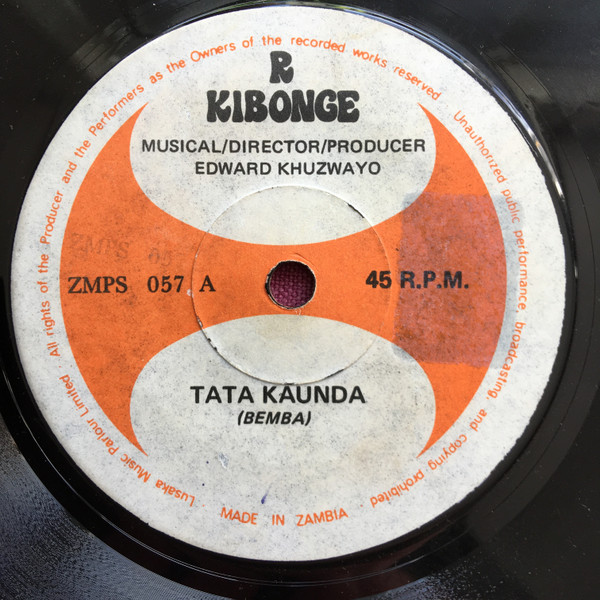 R
KIBONGE
MUSICAL/DIRECTOR/PRODUCER
EDWARD KHUZWAYO
ZMPS 05
ZMPS 057 A
45 R.P.M.
TATA KAUNDA
(BEMBA)
Lusaka Music Parlour Limited. All rights of the Producer and the Performers as the Owners of the recorded works reserved. Unauthorized public performance broadcasting, and copying prohibited
MADE IN ZAMBIA